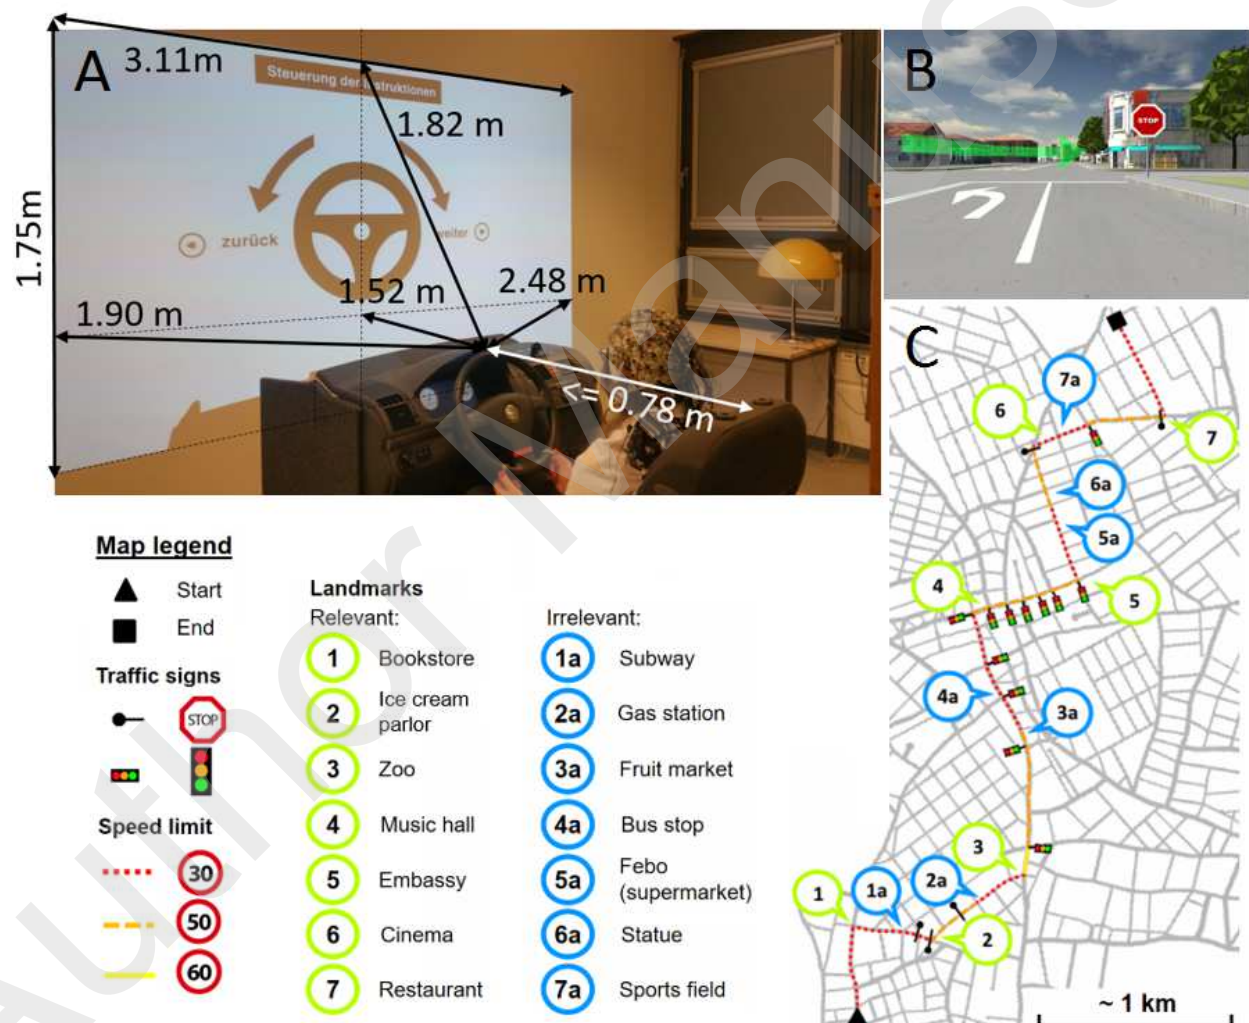 A
3.11m
Steuerung der Instruktionen
1.82 m
1.75m
zurück
weiter
1.52 m
2.48 m
1.90 m
<= 0.78 m
B
STOP
C
7a
6
7
6a
5a
4
5
4a
3a
3
1
1a
2a
2
~ 1 km
Map legend
Start
End
Traffic signs
STOP
Speed limit
30
50
60
Landmarks
Relevant:
1 Bookstore
2 Ice cream
parlor
3 Zoo
4 Music hall
5 Embassy
6 Cinema
7 Restaurant
Irrelevant:
1a Subway
2a Gas station
3a Fruit market
4a Bus stop
5a Febo
(supermarket)
6a Statue
7a Sports field